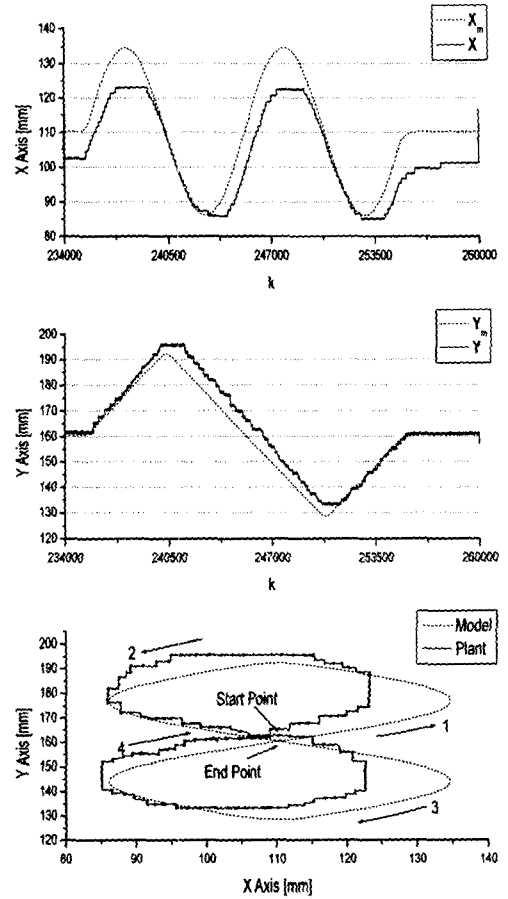 X_m
X
140
130
120
110
100
90
80
X Axis [mm]
234000 240500 247000 253500 260000
k
Y_m
Y
200
190
180
170
160
150
140
130
120
Y Axis [mm]
234000 240500 247000 253500 260000
k
Model
Plant
200
190
180
170
160
150
140
130
120
Y Axis [mm]
2
Start Point
1
4
End Point
3
80 90 100 110 120 130 140
X Axis [mm]